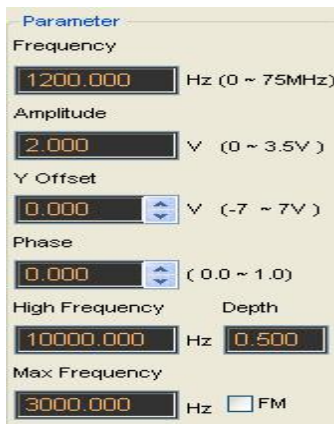 Parameter
Frequency
1200.000 Hz (0 ~ 75MHz)
Amplitude
2.000 V (0 ~ 3.5V )
Y Offset
0.000 V (-7 ~ 7V)
Phase
0.000 ( 0.0 ~ 1.0)
High Frequency Depth
10000.000 Hz 0.500
Max Frequency
3000.000 Hz FM